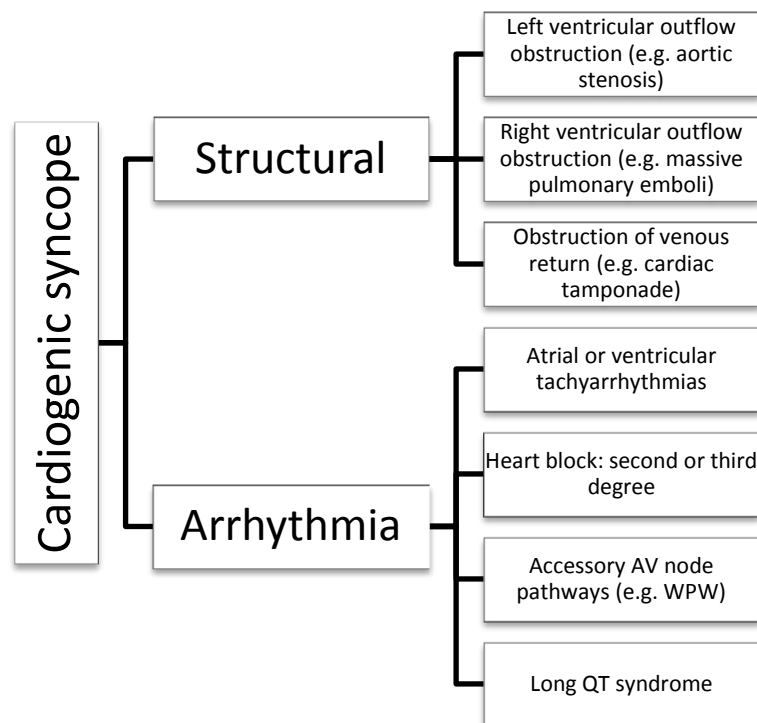 Cardiogenic syncope
Structural
Left ventricular outflow
obstruction (e.g. aortic
stenosis)
Right ventricular outflow
obstruction (e.g. massive
pulmonary emboli)
Obstruction of venous
return (e.g. cardiac
tamponade)
Arrhythmia
Atrial or ventricular
tachyarrhythmias
Heart block: second or third
degree
Accessory AV node
pathways (e.g. WPW)
Long QT syndrome